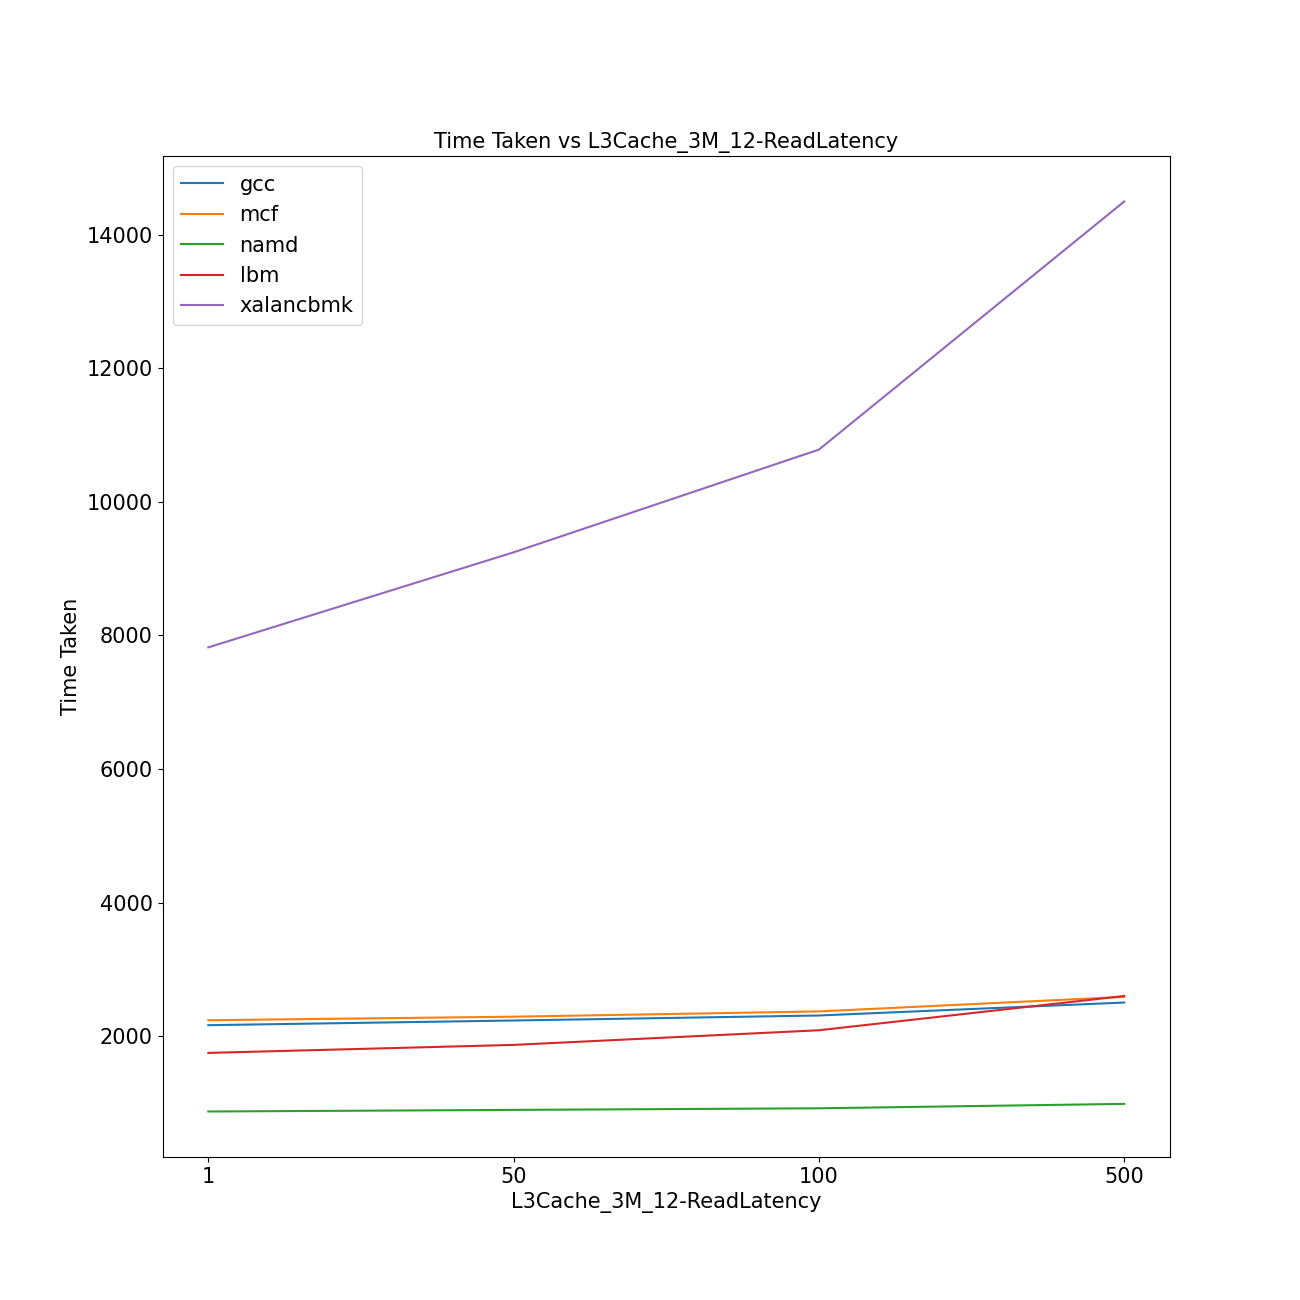 Time Taken vs L3Cache_3M_12-ReadLatency
gcc
mcf
namd
lbm
xalancbmk
14000
12000
10000
8000
6000
4000
2000
Time Taken
1 50 100 500
L3Cache_3M_12-ReadLatency